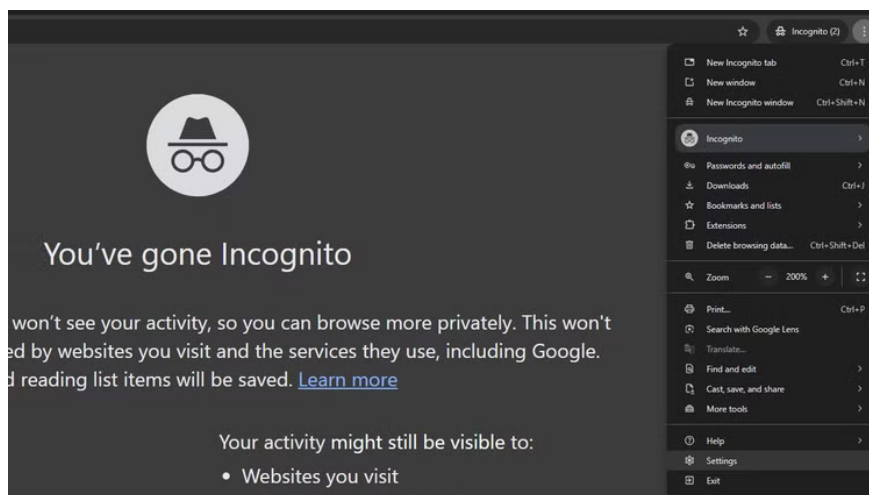 Incognito (2)
New Incognito tab Ctrl+T
New window Ctrl+N
New Incognito window Ctrl+Shift+N
Incognito
Passwords and autofill
Downloads Ctrl+J
Bookmarks and lists
Extensions
Delete browsing data... Ctrl+Shift+Del
Zoom - 200% +
Print... Ctrl+P
Search with Google Lens
Translate...
Find and edit
Cast, save, and share
More tools
Help
Settings
Exit
You've gone Incognito
won't see your activity, so you can browse more privately. This won't
ed by websites you visit and the services they use, including Google.
d reading list items will be saved. Learn more
Your activity might still be visible to:
• Websites you visit